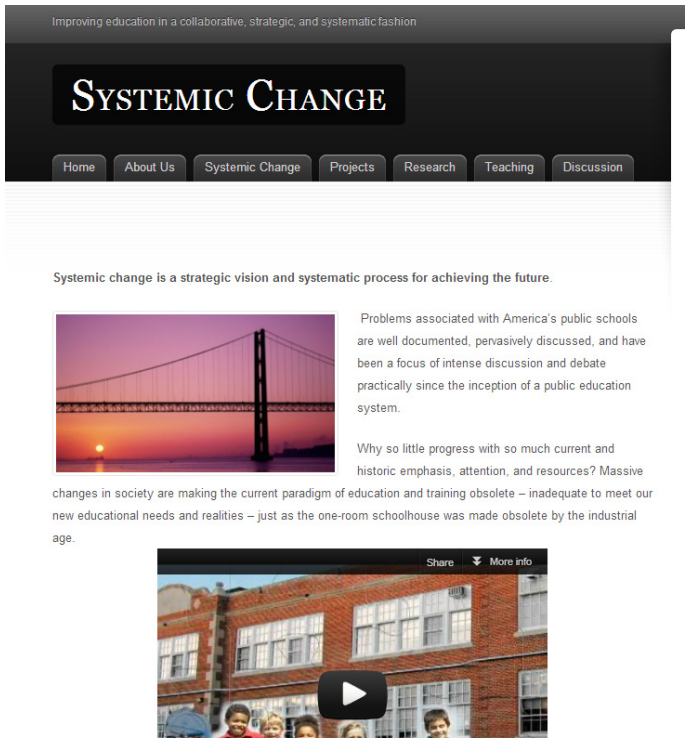 Improving education in a collaborative, strategic, and systematic fashion
SYSTEMIC CHANGE
Home About Us Systemic Change Projects Research Teaching Discussion
Systemic change is a strategic vision and systematic process for achieving the future.
Problems associated with America's public schools
are well documented, pervasively discussed, and have
been a focus of intense discussion and debate
practically since the inception of a public education
system.
Why so little progress with so much current and
historic emphasis, attention, and resources? Massive
changes in society are making the current paradigm of education and training obsolete – inadequate to meet our
new educational needs and realities – just as the one-room schoolhouse was made obsolete by the industrial
age.
Share More info